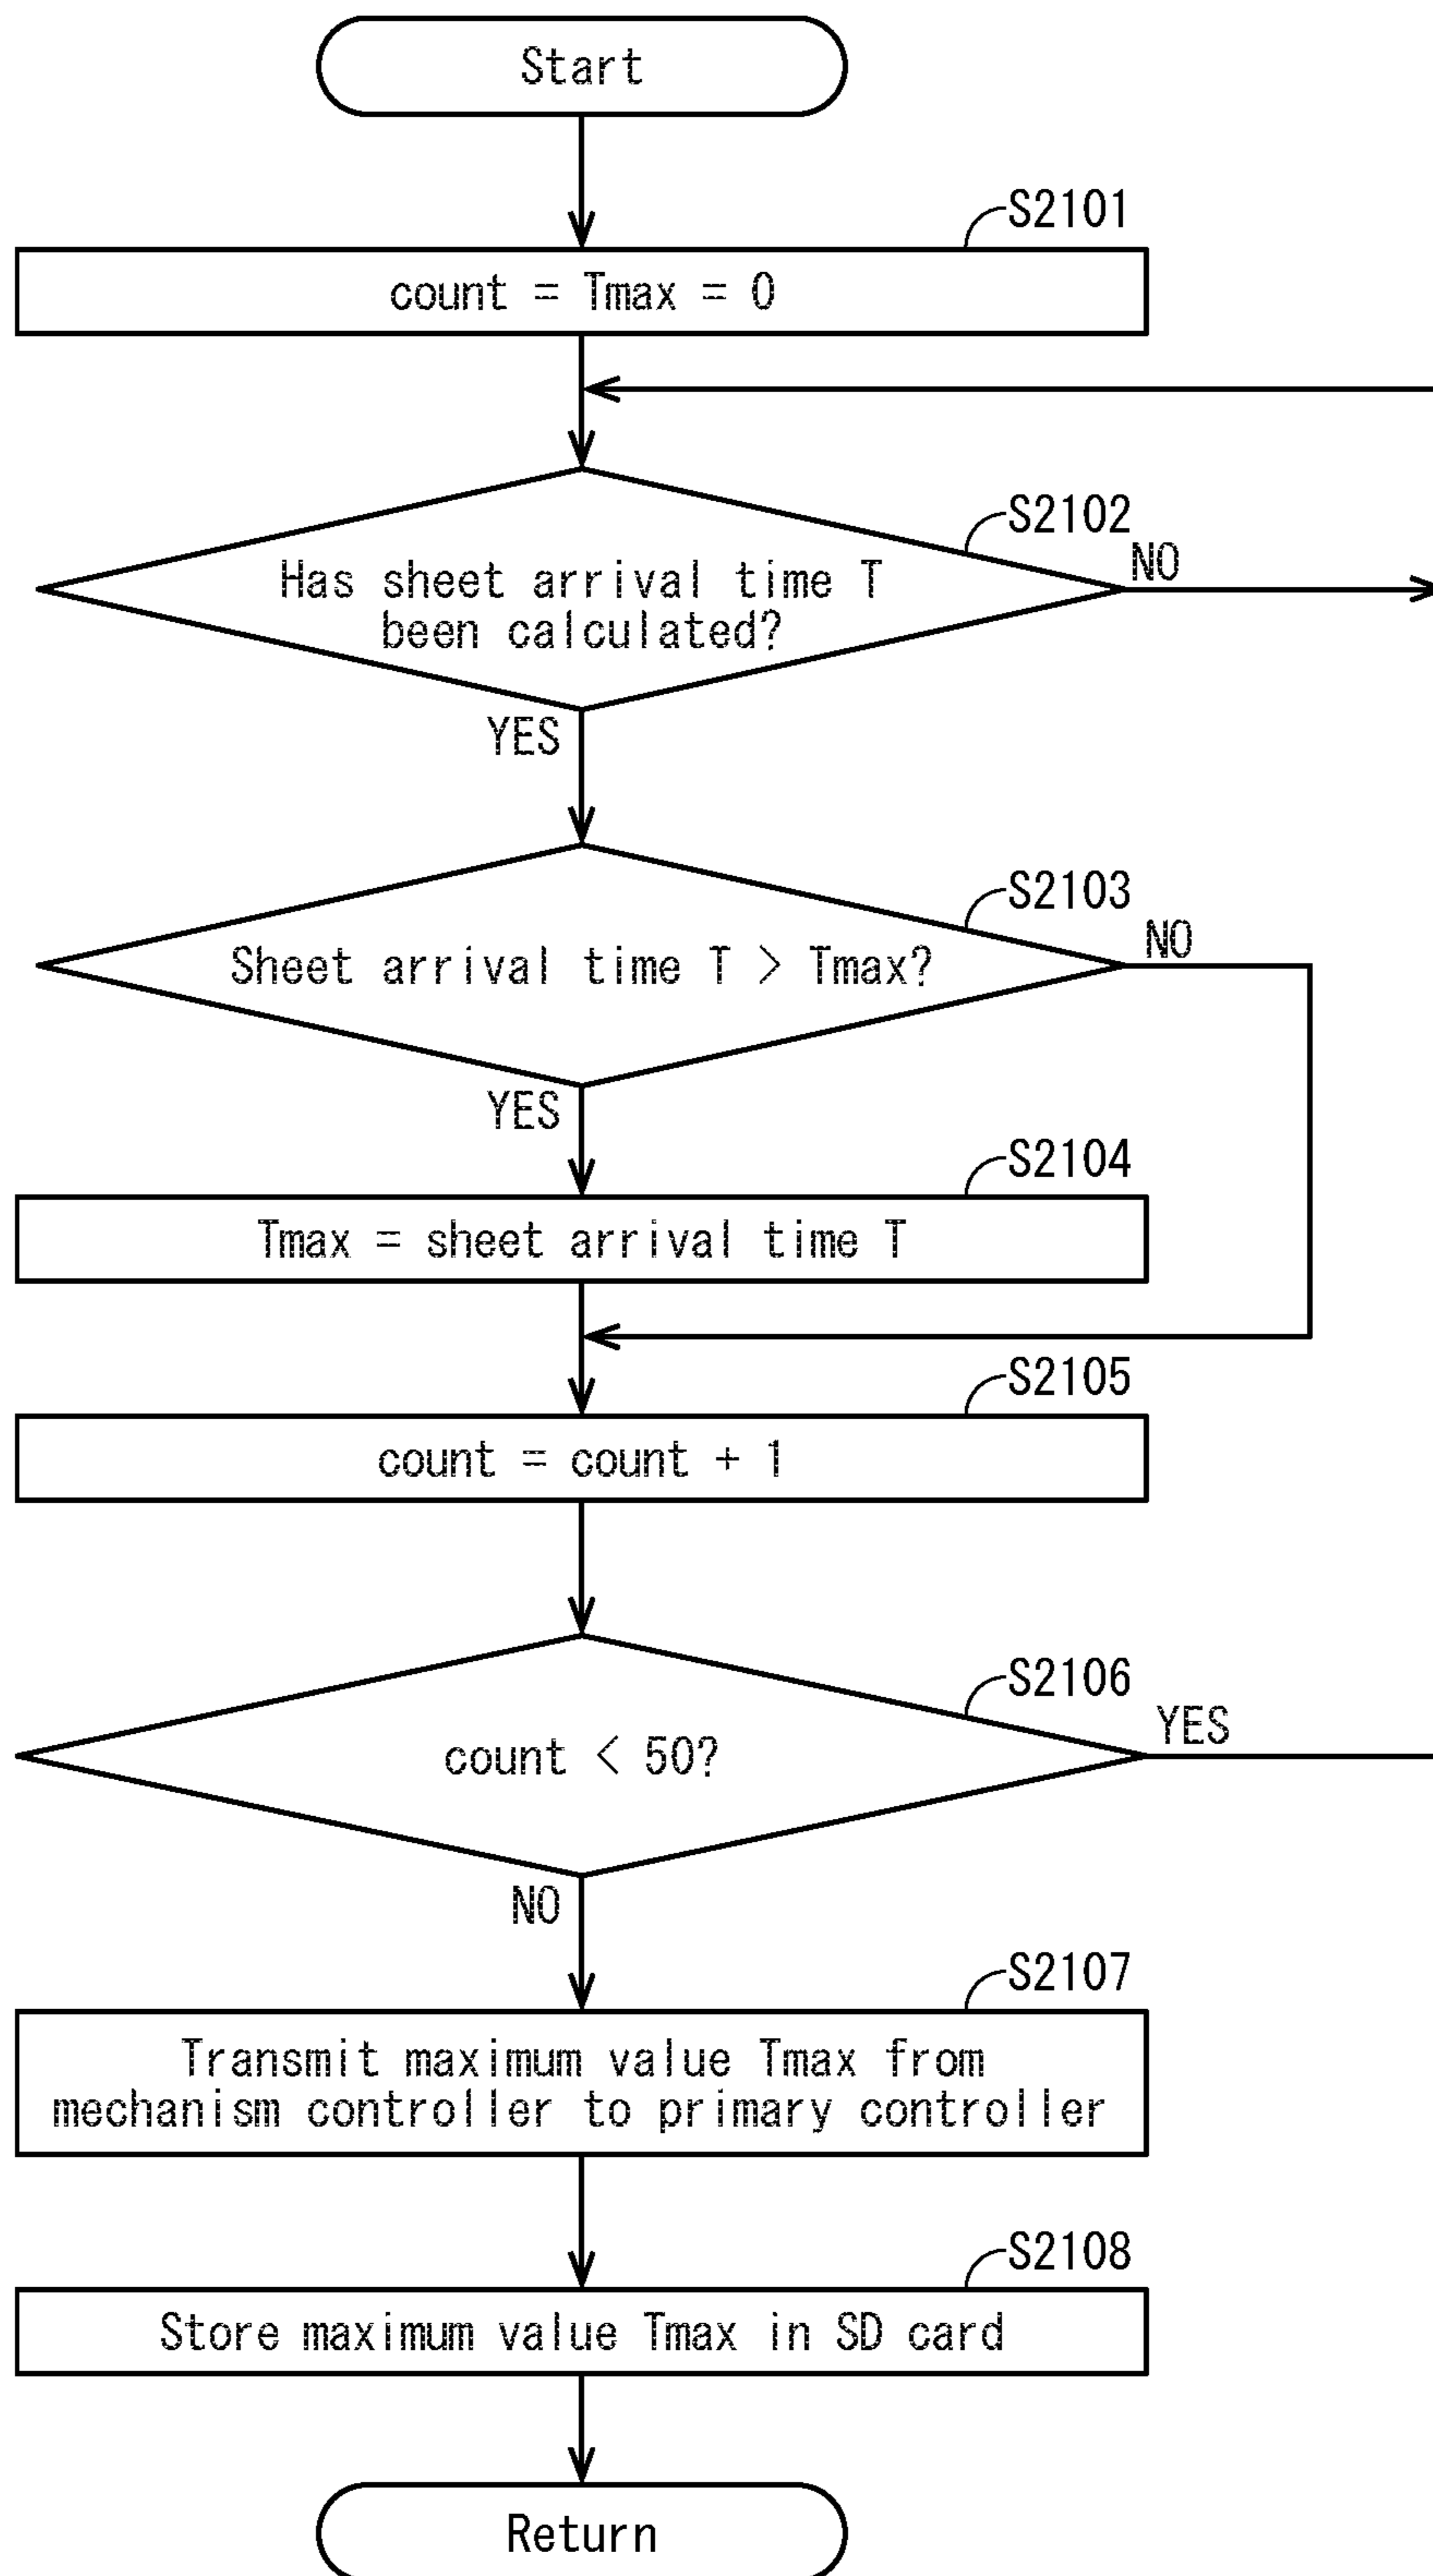 Start
S2101
count = Tmax = 0
S2102
NO
Has sheet arrival time T
been calculated?
YES
S2103
NO
Sheet arrival time T > Tmax?
YES
S2104
Tmax = sheet arrival time T
S2105
count = count + 1
S2106
YES
count < 50?
NO
S2107
Transmit maximum value Tmax from
mechanism controller to primary controller
S2108
Store maximum value Tmax in SD card
Return